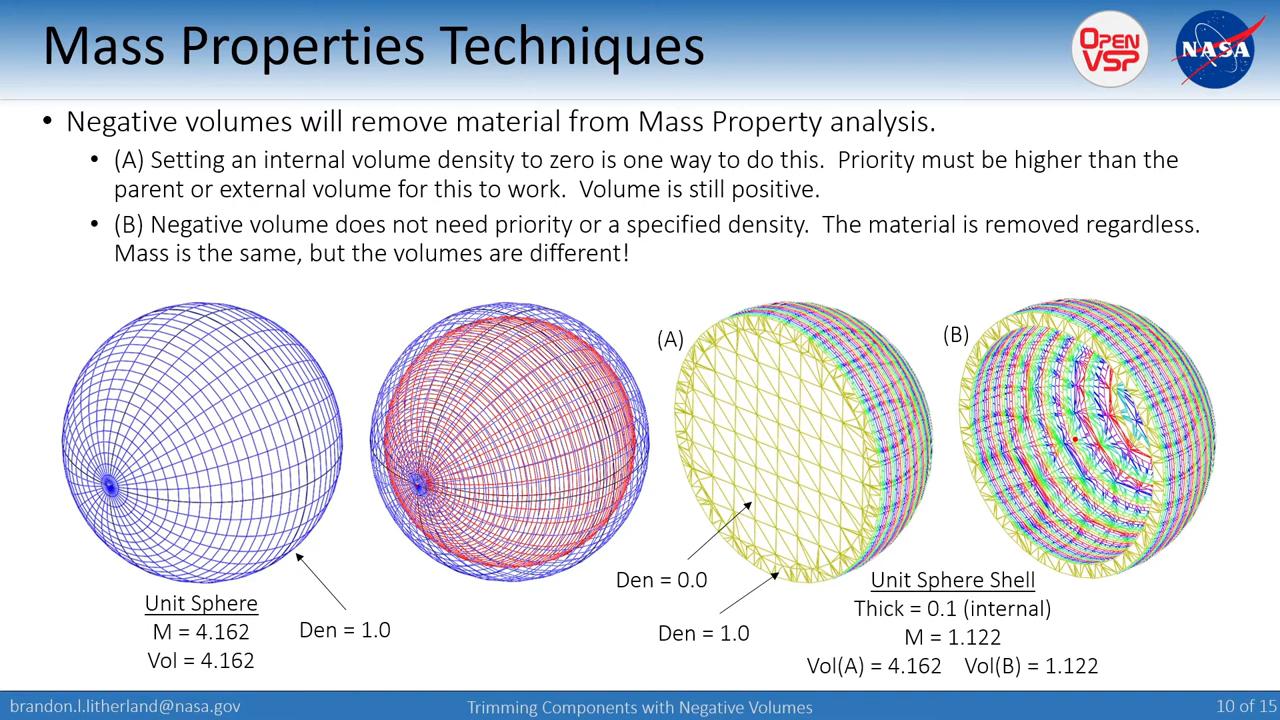 Mass Properties Techniques
OPEN
VSP
NASA
• Negative volumes will remove material from Mass Property analysis.
• (A) Setting an internal volume density to zero is one way to do this.  Priority must be higher than the
parent or external volume for this to work.  Volume is still positive.
• (B) Negative volume does not need priority or a specified density.  The material is removed regardless.
Mass is the same, but the volumes are different!
(A)
(B)
Den = 0.0
Den = 1.0
Unit Sphere
M = 4.162
Vol = 4.162
Den = 1.0
Unit Sphere Shell
Thick = 0.1 (internal)
M = 1.122
Vol(A) = 4.162    Vol(B) = 1.122
brandon.l.litherland@nasa.gov
Trimming Components with Negative Volumes
10 of 15